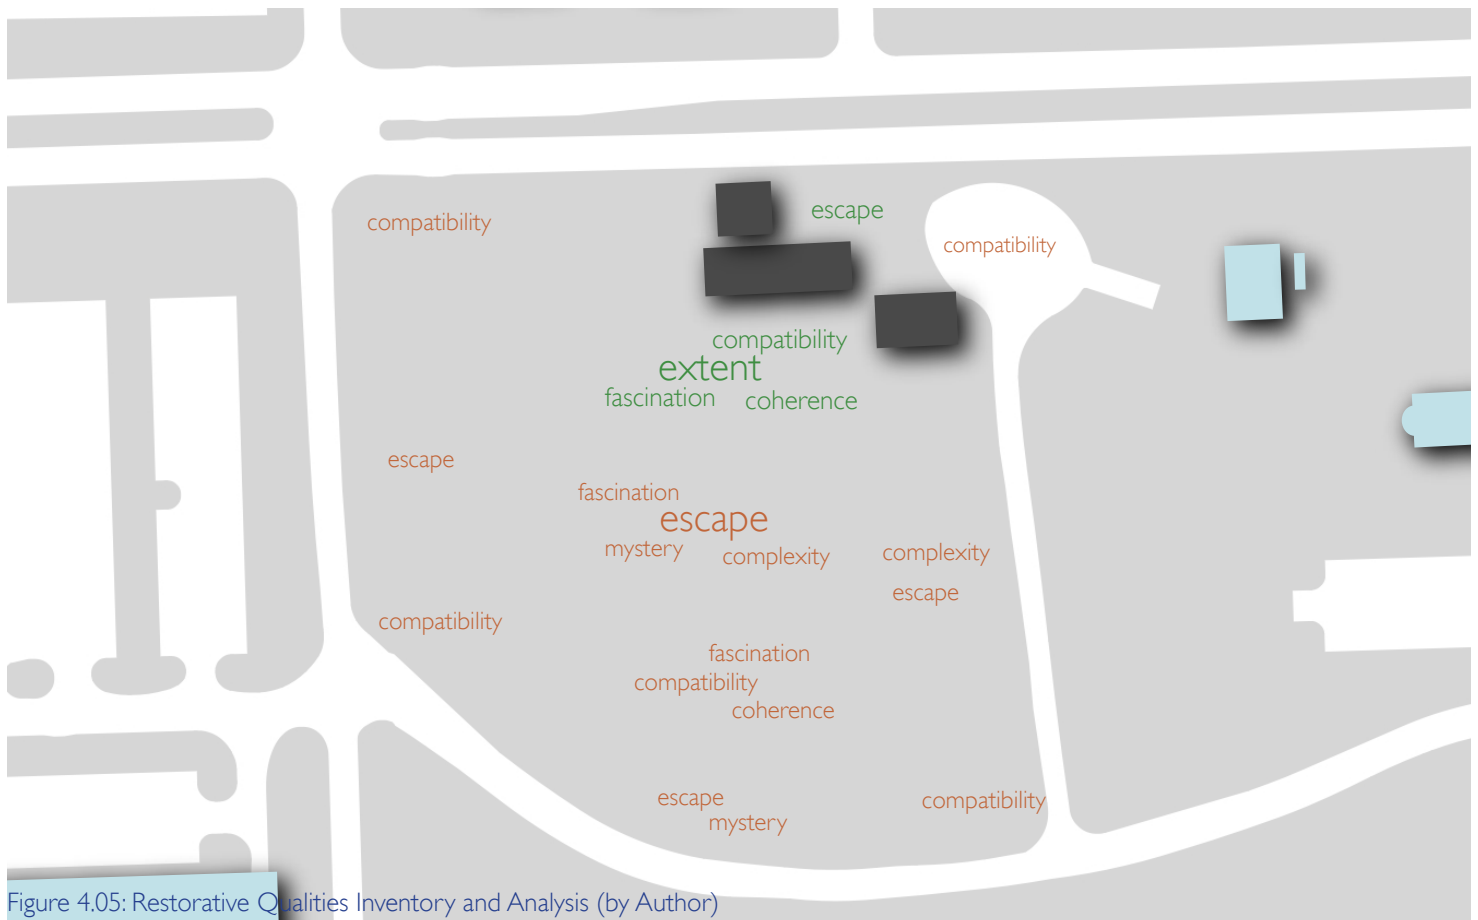 escape
compatibility
compatibility
compatibility
extent
fascination coherence
escape
fascination
escape
mystery complexity
complexity
escape
compatibility
fascination
compatibility
coherence
escape
mystery
compatibility
Figure 4.05: Restorative Qualities Inventory and Analysis (by Author)